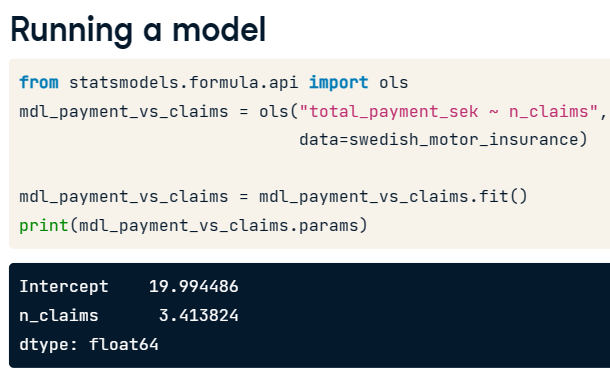 Running a model
from statsmodels.formula.api import ols
mdl_payment_vs_claims = ols("total_payment_sek ~ n_claims",
                            data=swedish_motor_insurance)
mdl_payment_vs_claims = mdl_payment_vs_claims.fit()
print(mdl_payment_vs_claims.params)
Intercept    19.994486
n_claims      3.413824
dtype: float64